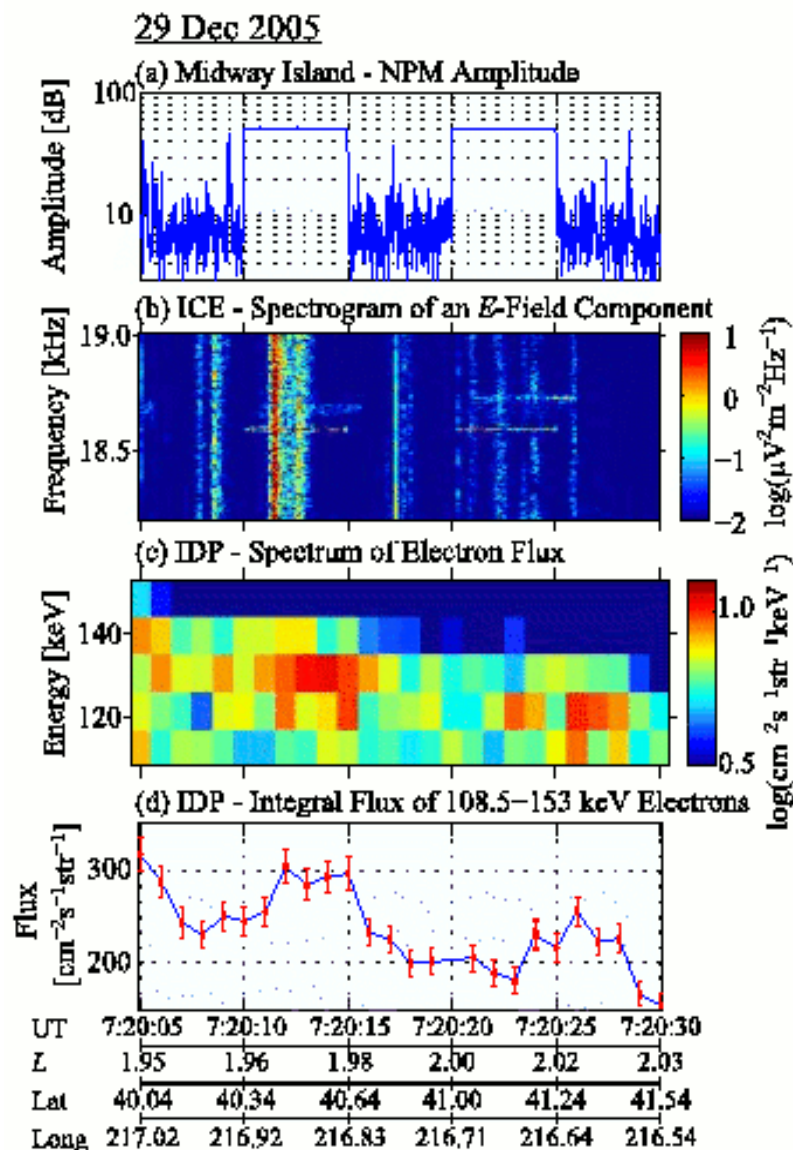 29 Dec 2005
(a) Midway Island - NPM Amplitude
100
10
Amplitude [dB]
(b) ICE - Spectrogram of an E-Field Component
19.0
18.5
Frequency [kHz]
1
0
−1
−2
log(μV²m⁻²Hz⁻¹)
(c) IDP - Spectrum of Electron Flux
140
120
Energy [keV]
1.0
0.5
log(cm⁻²s⁻¹str⁻¹keV⁻¹)
(d) IDP - Integral Flux of 108.5−153 keV Electrons
300
200
Flux
[cm⁻²s⁻¹str⁻¹]
UT 7:20:05 7:20:10 7:20:15 7:20:20 7:20:25 7:20:30
L 1.95 1.96 1.98 2.00 2.02 2.03
Lat 40.04 40.34 40.64 41.00 41.24 41.54
Long 217.02 216.92 216.83 216.71 216.64 216.54